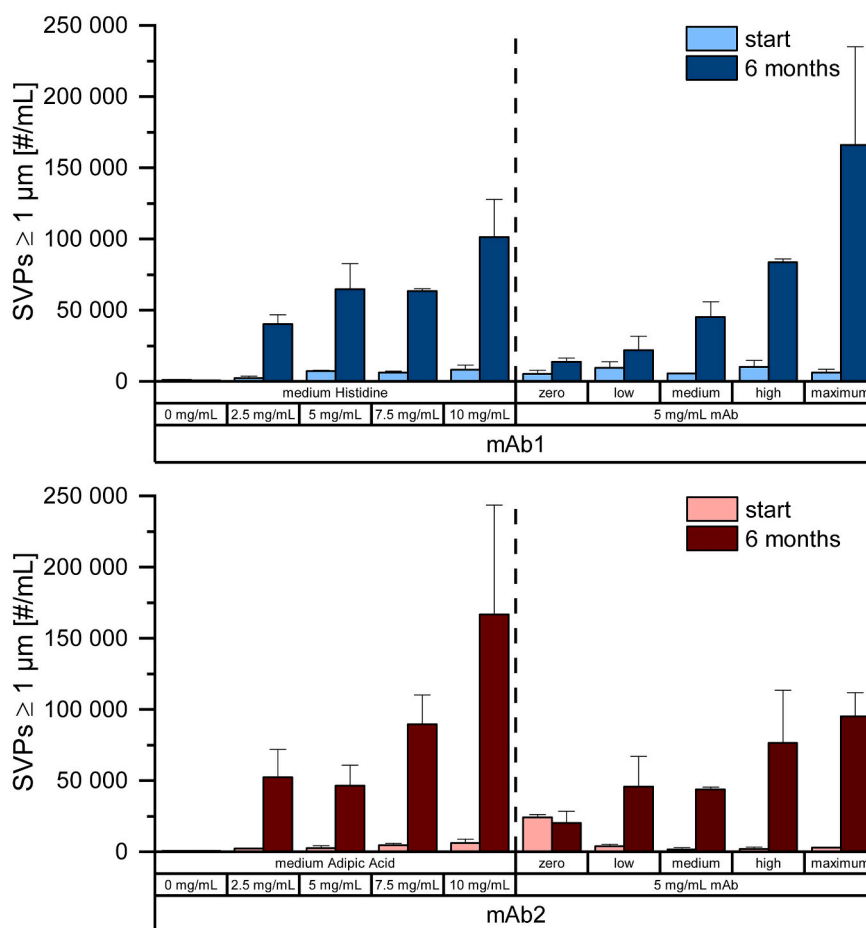 250 000
200 000
150 000
100 000
50 000
0
SVPs ≥ 1 µm [#/mL]
start
6 months
medium Histidine
zero low medium high maximum
0 mg/mL 2.5 mg/mL 5 mg/mL 7.5 mg/mL 10 mg/mL 5 mg/mL mAb
mAb1
250 000
200 000
150 000
100 000
50 000
0
SVPs ≥ 1 µm [#/mL]
start
6 months
medium Adipic Acid
zero low medium high maximum
0 mg/mL 2.5 mg/mL 5 mg/mL 7.5 mg/mL 10 mg/mL 5 mg/mL mAb
mAb2